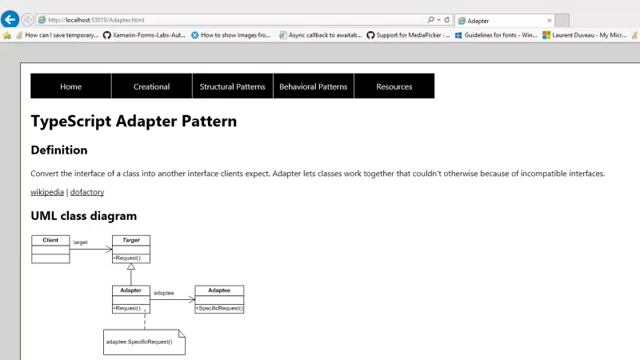 http://localhost:53019/Adapter.html
Adapter
How can I save temporary...
Xamarin-Forms-Labs-Aut...
How to show Images fro...
Async callback to awaitab...
Support for MediaPicker ...
Guidelines for fonts - Win...
Laurent Duveau - My Micr...
Home
Creational
Structural Patterns
Behavioral Patterns
Resources
TypeScript Adapter Pattern
Definition
Convert the interface of a class into another interface clients expect. Adapter lets classes work together that couldn't otherwise because of incompatible interfaces.
wikipedia | dofactory
UML class diagram
Client
target
Target
+Request()
Adapter
adaptee
Adaptee
+Request()
+SpecificRequest()
adaptee.SpecificRequest()